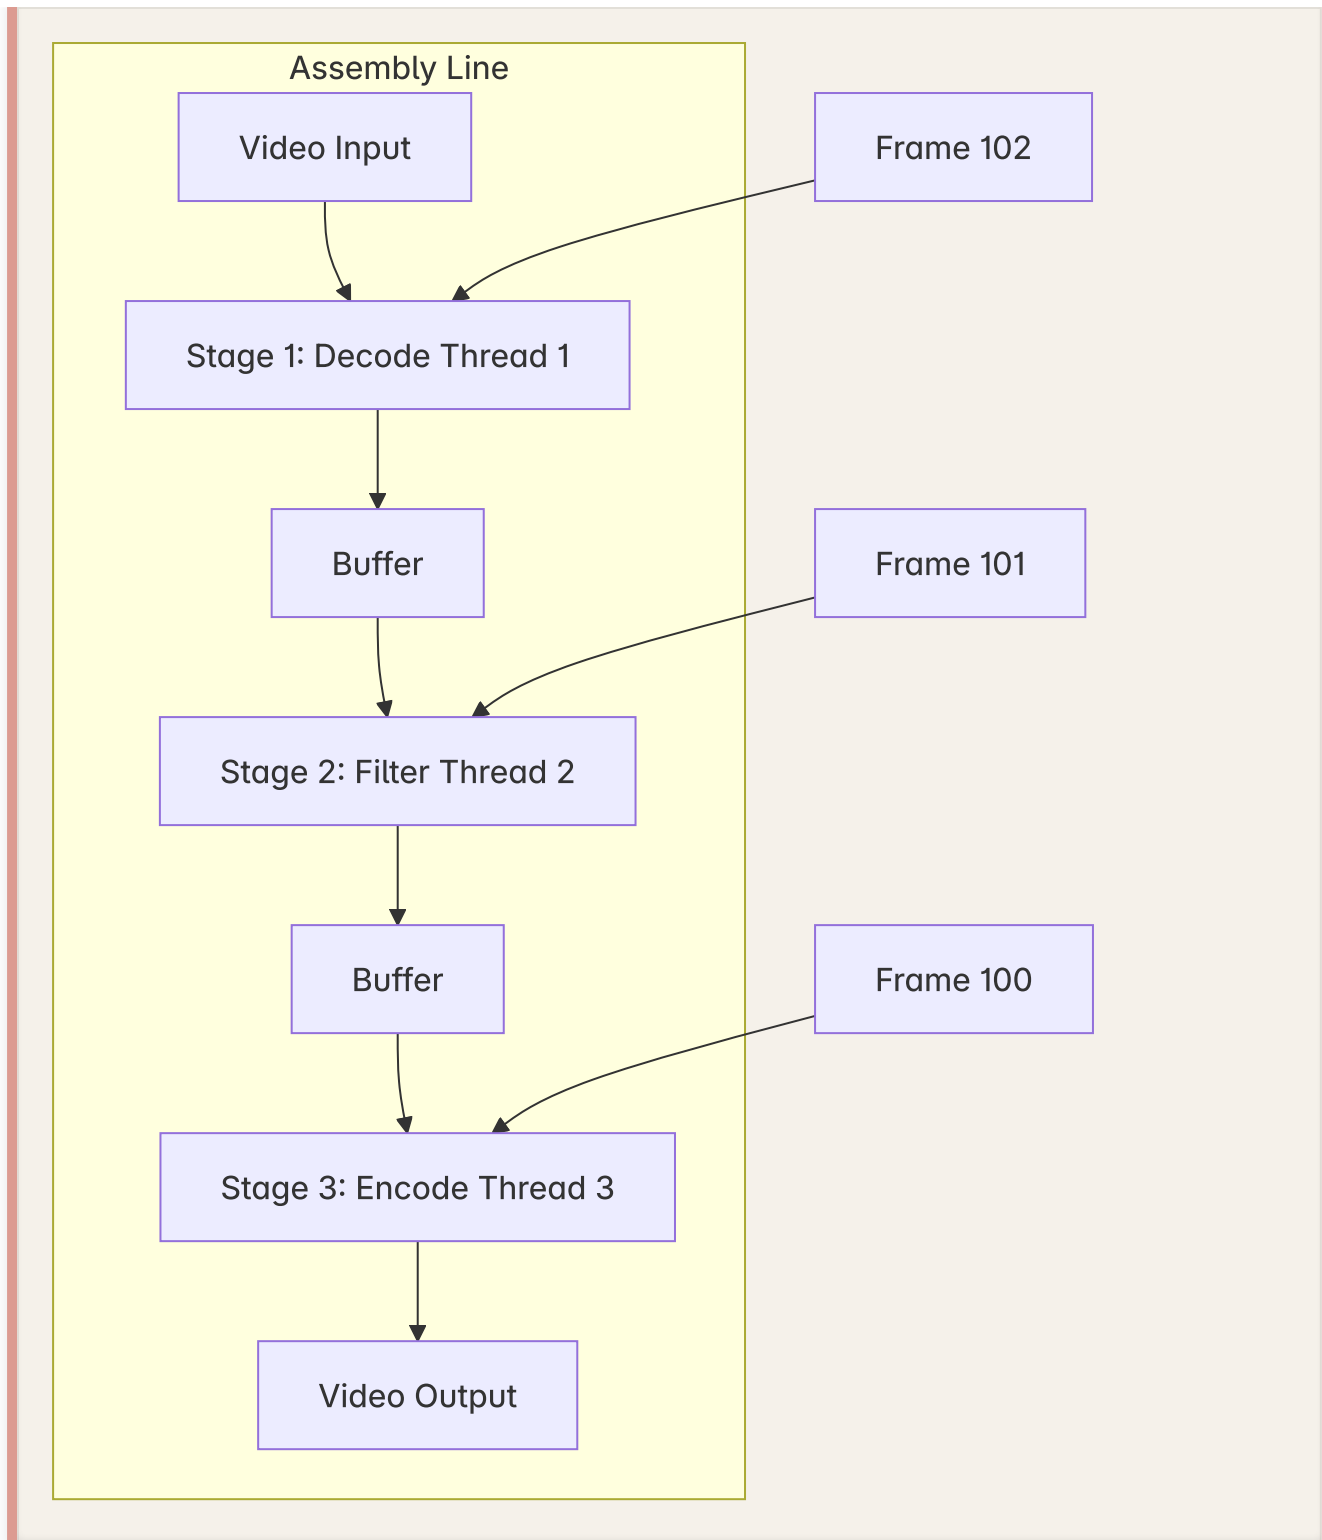 Assembly Line
Video Input
Frame 102
Stage 1: Decode Thread 1
Buffer
Frame 101
Stage 2: Filter Thread 2
Buffer
Frame 100
Stage 3: Encode Thread 3
Video Output